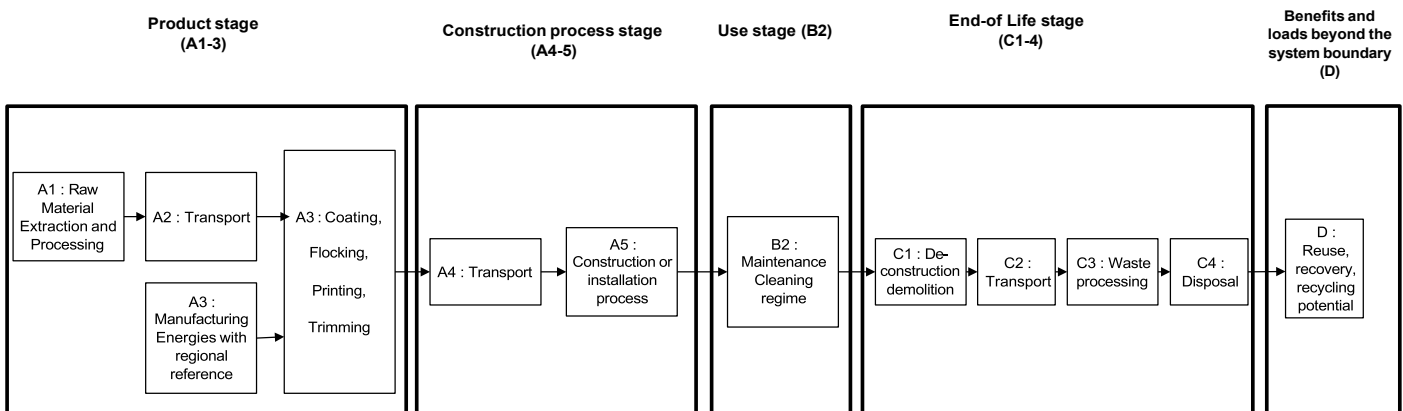 Product stage
(A1-3)
Construction process stage
(A4-5)
Use stage (B2)
End-of Life stage
(C1-4)
Benefits and
loads beyond the
system boundary
(D)
A1 : Raw
Material
Extraction and
Processing
A2 : Transport
A3 :
Manufacturing
Energies with
regional
reference
A3 : Coating,
Flocking,
Printing,
Trimming
A4 : Transport
A5 :
Construction or
installation
process
B2 :
Maintenance
Cleaning
regime
C1 : De-
construction
demolition
C2 :
Transport
C3 : Waste
processing
C4 :
Disposal
D :
Reuse,
recovery,
recycling
potential